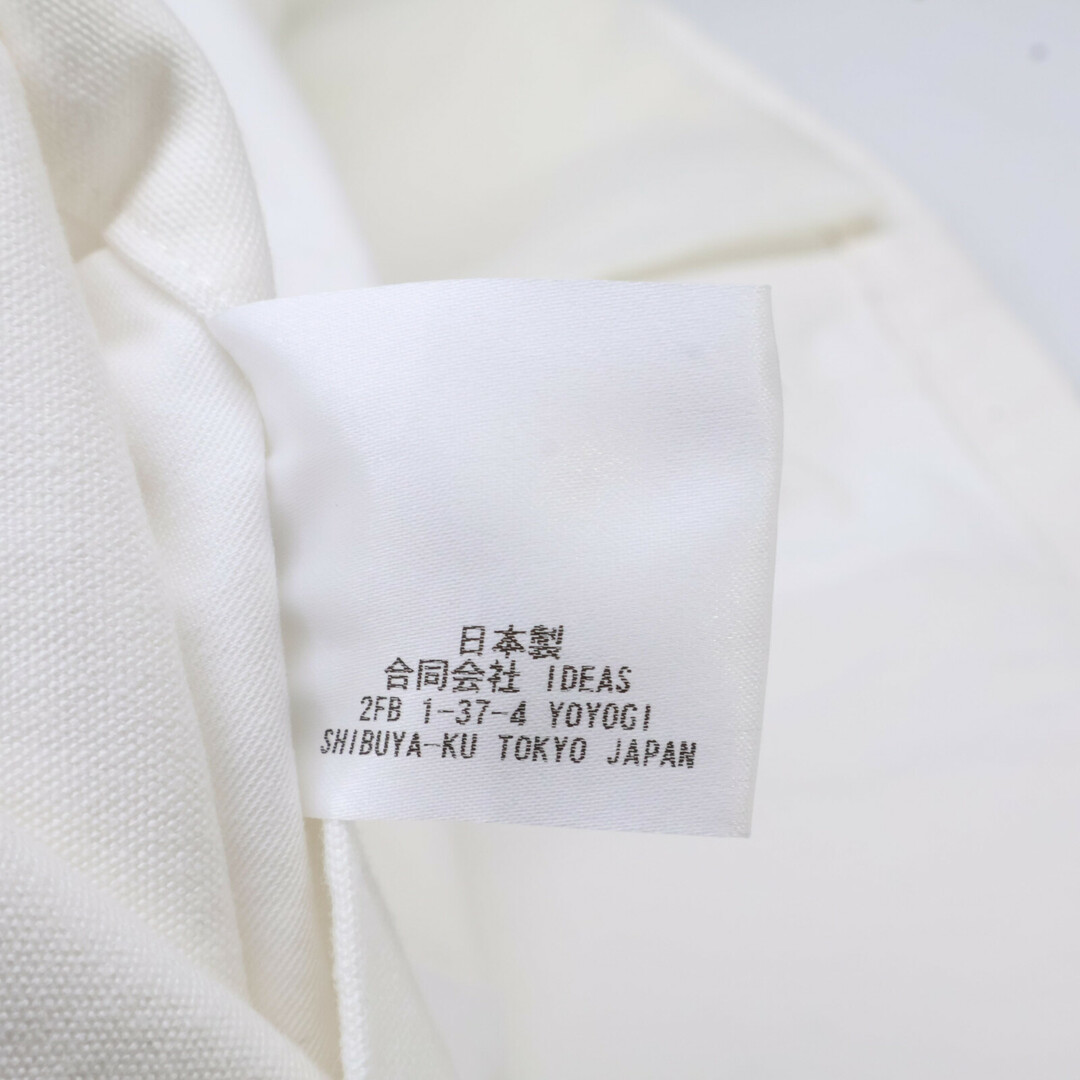 日本製
合同会社 IDEAS
2FB 1-37-4 YOYOGI
SHIBUYA-KU TOKYO JAPAN